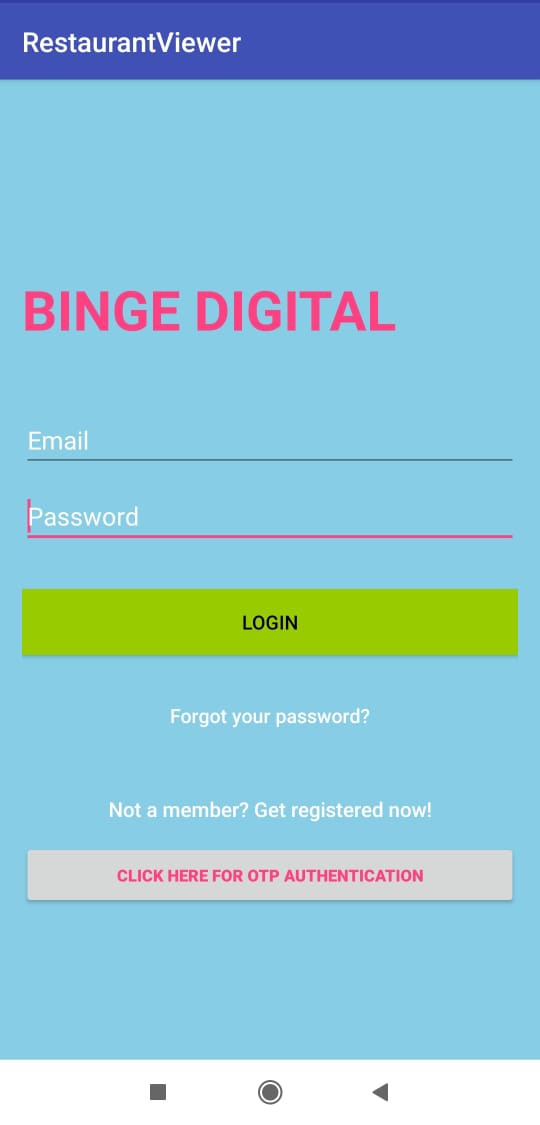 RestaurantViewer
BINGE DIGITAL
Email
Password
LOGIN
Forgot your password?
Not a member? Get registered now!
CLICK HERE FOR OTP AUTHENTICATION